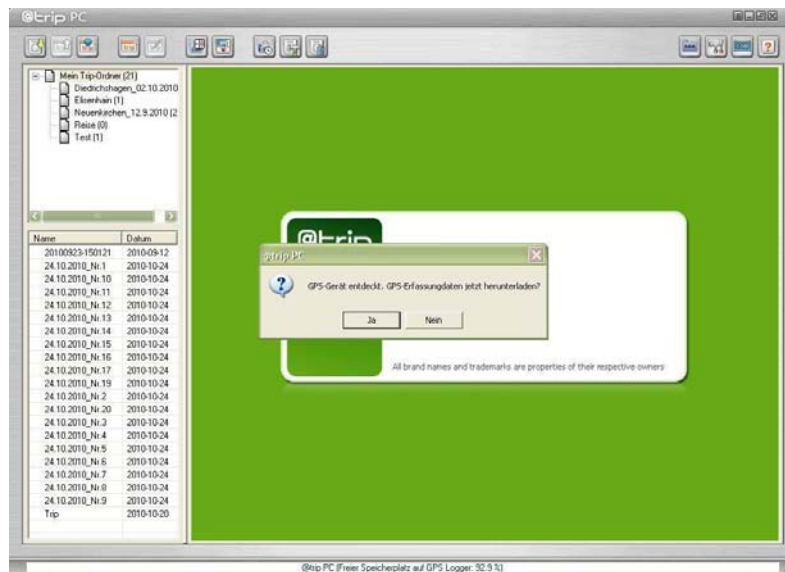 @trip PC
Mein Trip-Ordner (21)
Diedrichshagen_02.10.2010
Elisenhain (1)
Neuenkirchen_12.9.2010 (2
Reise (0)
Test (1)
Name Datum
20100923-150121 2010-09-12
24.10.2010_Nr.1 2010-10-24
24.10.2010_Nr.10 2010-10-24
24.10.2010_Nr.11 2010-10-24
24.10.2010_Nr.12 2010-10-24
24.10.2010_Nr.13 2010-10-24
24.10.2010_Nr.14 2010-10-24
24.10.2010_Nr.15 2010-10-24
24.10.2010_Nr.16 2010-10-24
24.10.2010_Nr.17 2010-10-24
24.10.2010_Nr.19 2010-10-24
24.10.2010_Nr.2 2010-10-24
24.10.2010_Nr.20 2010-10-24
24.10.2010_Nr.3 2010-10-24
24.10.2010_Nr.4 2010-10-24
24.10.2010_Nr.5 2010-10-24
24.10.2010_Nr.6 2010-10-24
24.10.2010_Nr.7 2010-10-24
24.10.2010_Nr.8 2010-10-24
24.10.2010_Nr.9 2010-10-24
Trip 2010-10-20
@trip
@trip PC
GPS-Gerät entdeckt. GPS-Erfassungdaten jetzt herunterladen?
Ja Nein
All brand names and trademarks are properties of their respective owners
@trip PC (Freier Speicherplatz auf GPS Logger: 92.9 %)